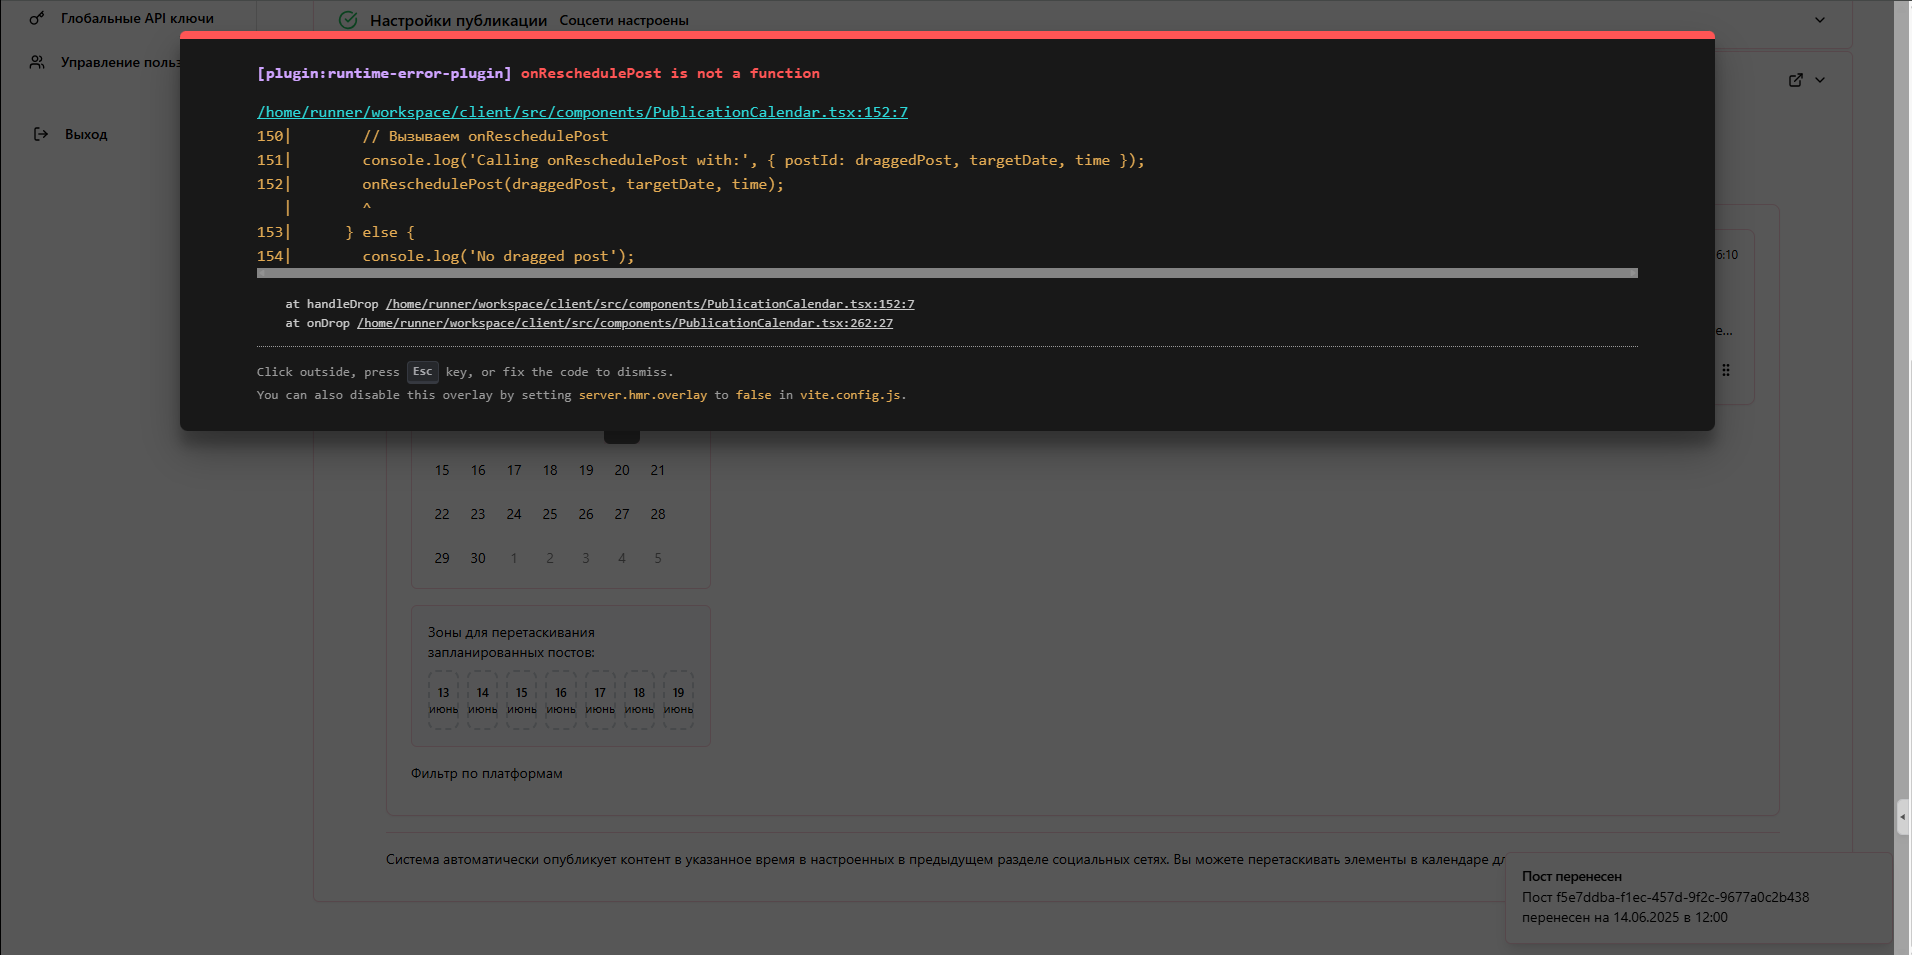 Глобальные API ключи
Настройки публикации Соцсети настроены
Управление поль
[plugin:runtime-error-plugin] onReschedulePost is not a function
/home/runner/workspace/client/src/components/PublicationCalendar.tsx:152:7
150| // Вызываем onReschedulePost
151| console.log('Calling onReschedulePost with:', { postId: draggedPost, targetDate, time });
152| onReschedulePost(draggedPost, targetDate, time);
| ^
153| } else {
154| console.log('No dragged post');
at handleDrop /home/runner/workspace/client/src/components/PublicationCalendar.tsx:152:7
at onDrop /home/runner/workspace/client/src/components/PublicationCalendar.tsx:262:27
Click outside, press Esc key, or fix the code to dismiss.
You can also disable this overlay by setting server.hmr.overlay to false in vite.config.js.
Выход
6:10
е...
15 16 17 18 19 20 21
22 23 24 25 26 27 28
29 30 1 2 3 4 5
Зоны для перетаскивания
запланированных постов:
13 14 15 16 17 18 19
июнь июнь июнь июнь июнь июнь июнь
Фильтр по платформам
Система автоматически опубликует контент в указанное время в настроенных в предыдущем разделе социальных сетях. Вы можете перетаскивать элементы в календаре дл
Пост перенесен
Пост f5e7ddba-f1ec-457d-9f2c-9677a0c2b438
перенесен на 14.06.2025 в 12:00